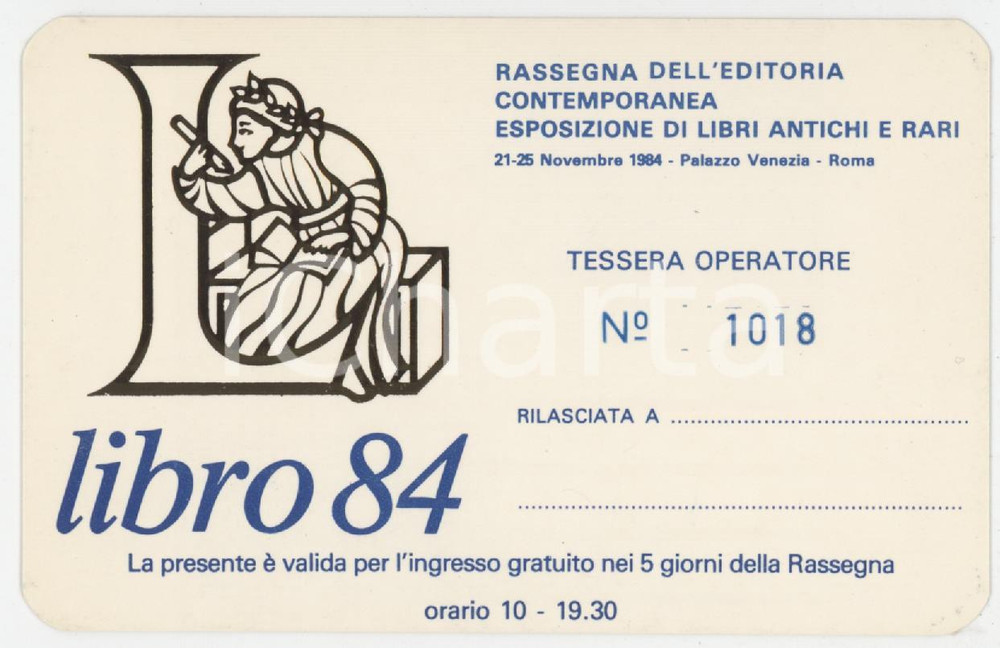 RASSEGNA DELL'EDITORIA
CONTEMPORANEA
ESPOSIZIONE DI LIBRI ANTICHI E RARI
21-25 Novembre 1984 - Palazzo Venezia - Roma
TESSERA OPERATORE
Nº 1018
RILASCIATA A
libro 84
La presente è valida per l'ingresso gratuito nei 5 giorni della Rassegna
orario 10 - 19.30
iCharta